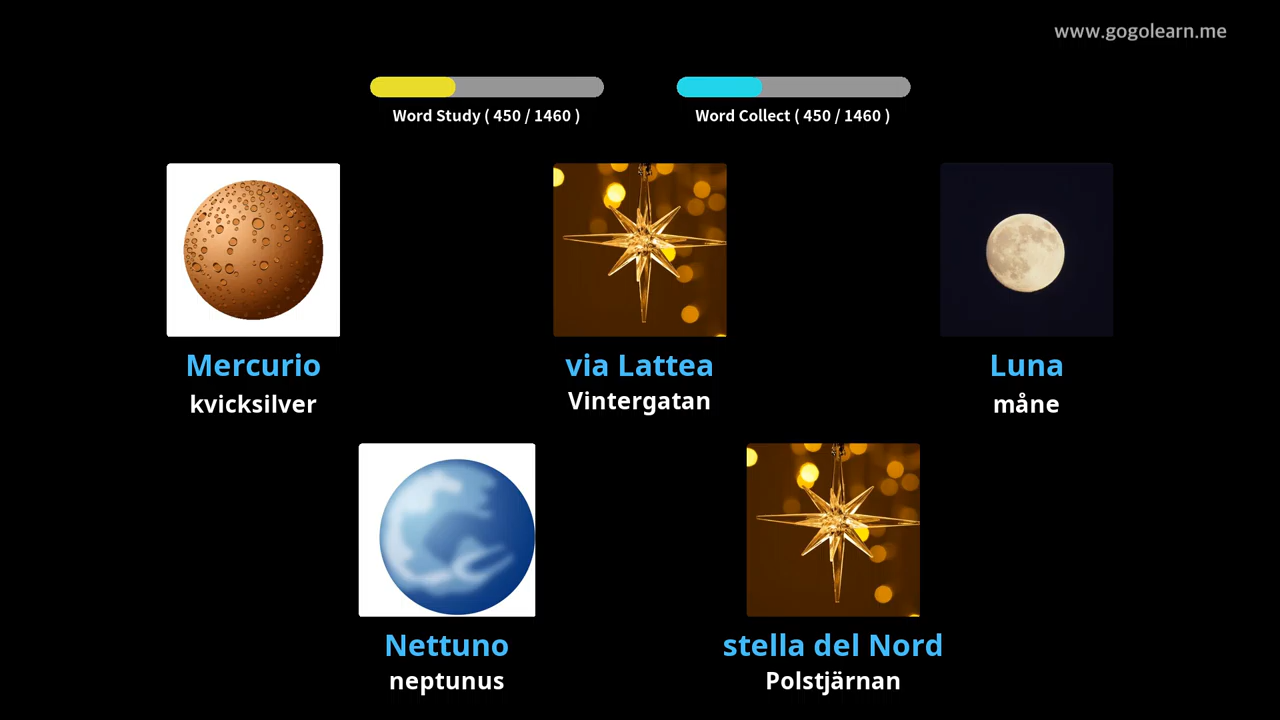 www.gogolearn.me
Word Study ( 450 / 1460 )
Word Collect ( 450 / 1460 )
Mercurio
kvicksilver
via Lattea
Vintergatan
Luna
måne
Nettuno
neptunus
stella del Nord
Polstjärnan